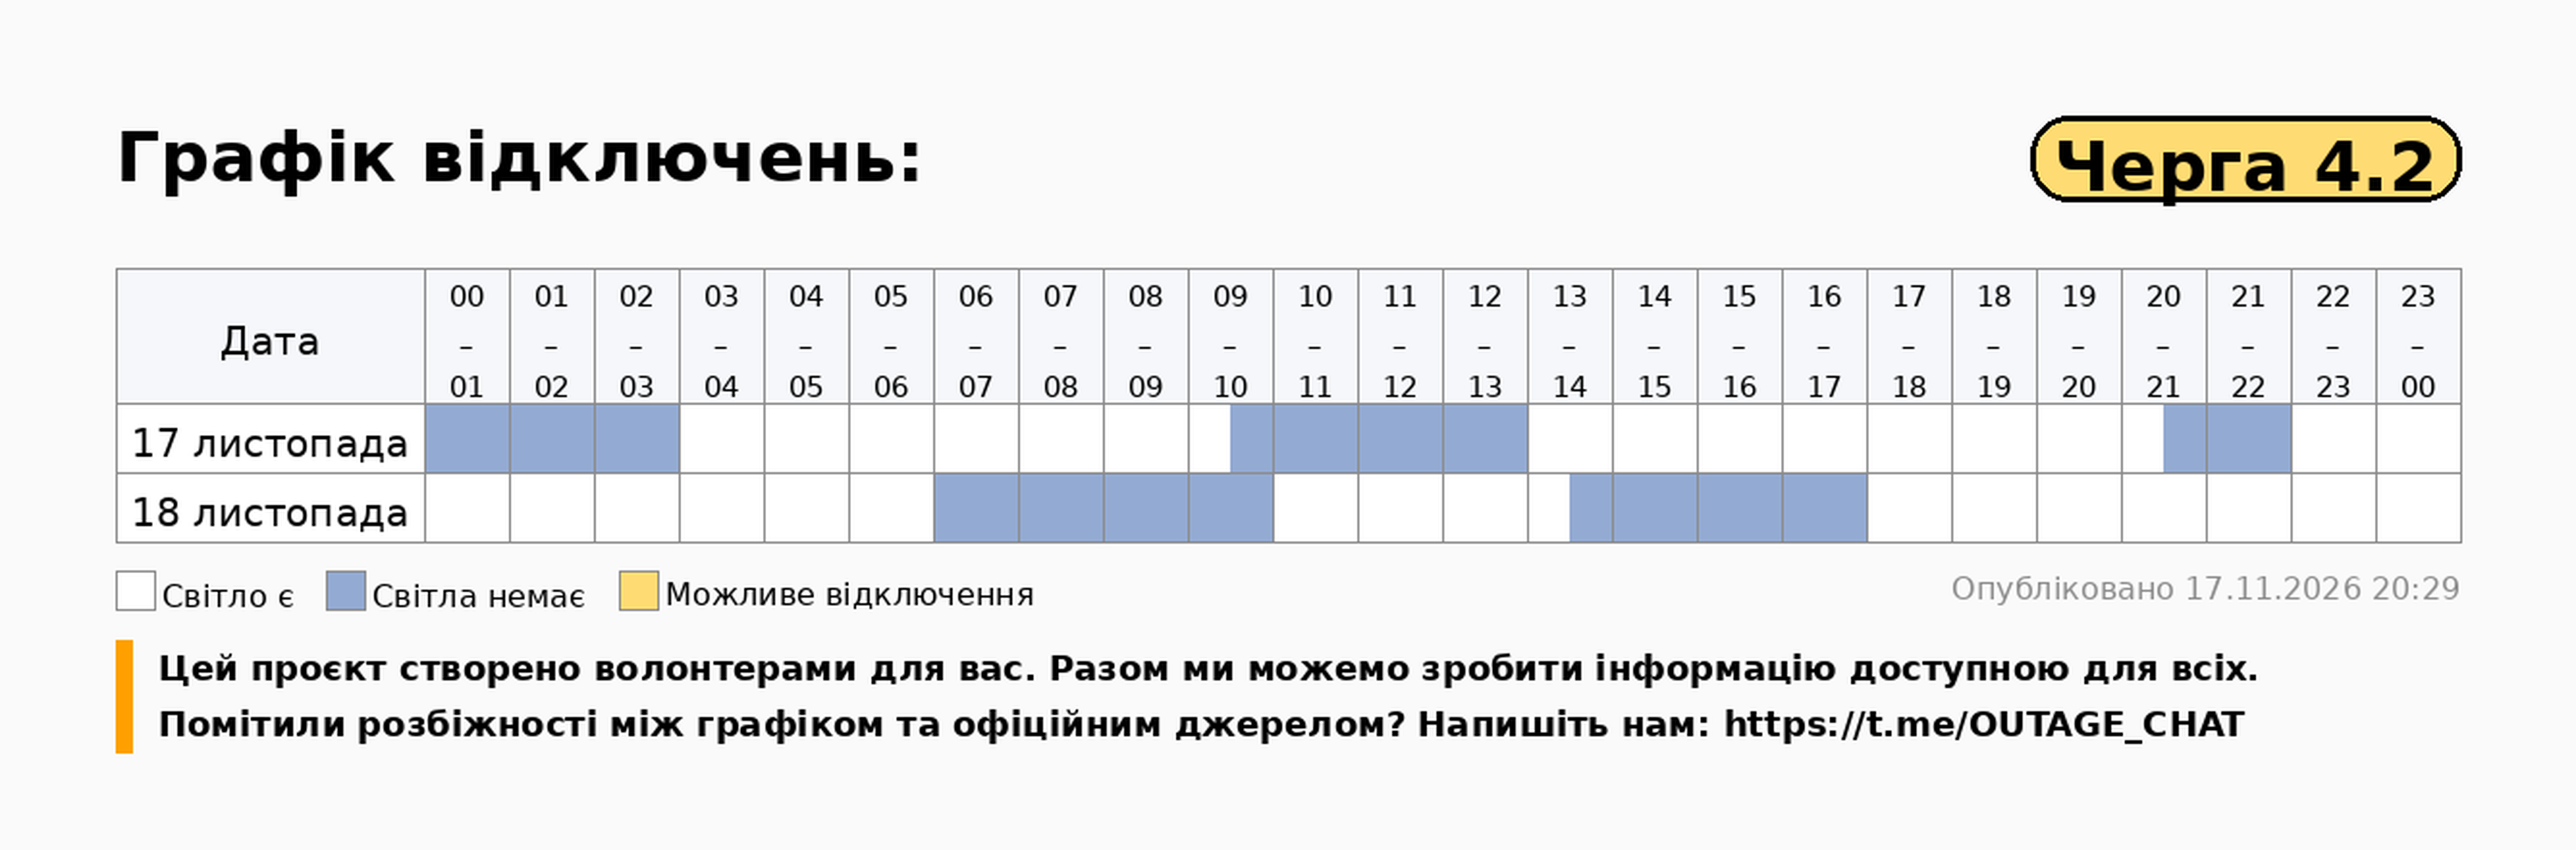 Графік відключень:
Черга 4.2
Дата
00 – 01
01 – 02
02 – 03
03 – 04
04 – 05
05 – 06
06 – 07
07 – 08
08 – 09
09 – 10
10 – 11
11 – 12
12 – 13
13 – 14
14 – 15
15 – 16
16 – 17
17 – 18
18 – 19
19 – 20
20 – 21
21 – 22
22 – 23
23 – 00
17 листопада
18 листопада
Світло є
Світла немає
Можливе відключення
Опубліковано 17.11.2026 20:29
Цей проєкт створено волонтерами для вас. Разом ми можемо зробити інформацію доступною для всіх.
Помітили розбіжності між графіком та офіційним джерелом? Напишіть нам: https://t.me/OUTAGE_CHAT